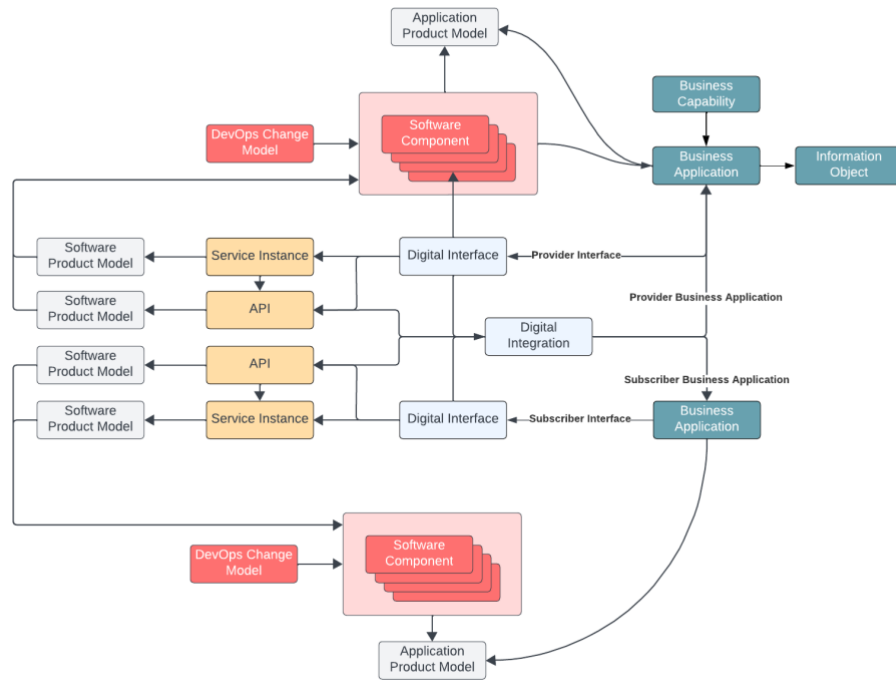 Application
Product Model
Business
Capability
DevOps Change
Model
Software
Component
Business
Application
Information
Object
Software
Product Model
Service Instance
Digital Interface
Provider Interface
Software
Product Model
API
Provider Business Application
Digital
Integration
Software
Product Model
API
Subscriber Business Application
Software
Product Model
Service Instance
Digital Interface
Subscriber Interface
Business
Application
DevOps Change
Model
Software
Component
Application
Product Model